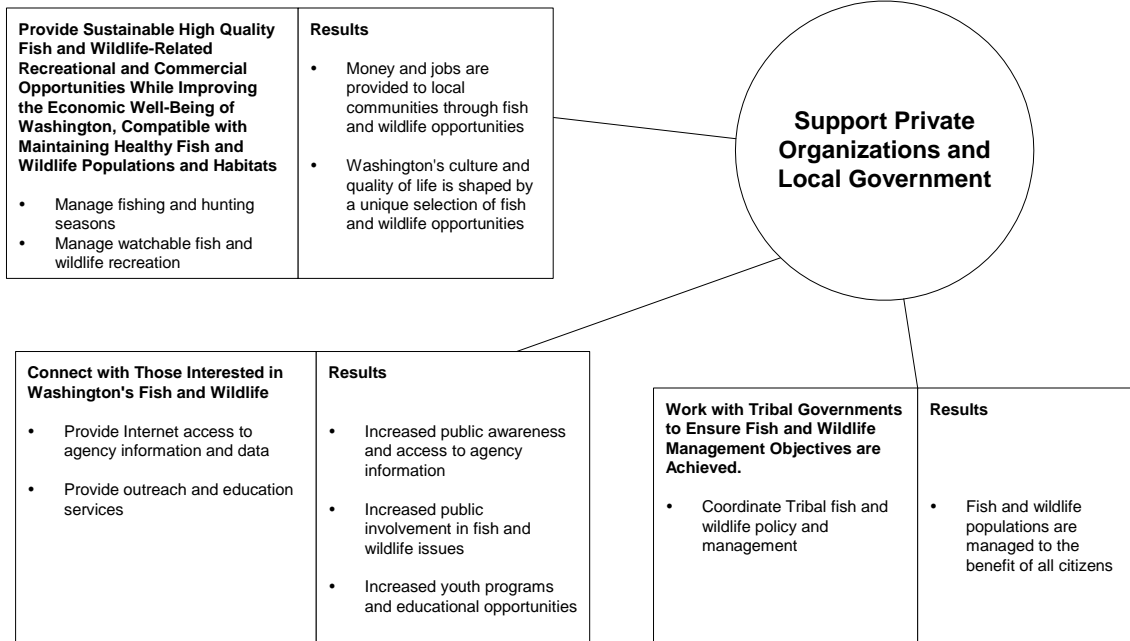 Provide Sustainable High Quality
Fish and Wildlife-Related
Recreational and Commercial
Opportunities While Improving
the Economic Well-Being of
Washington, Compatible with
Maintaining Healthy Fish and
Wildlife Populations and Habitats
• Manage fishing and hunting
seasons
• Manage watchable fish and
wildlife recreation
Results
• Money and jobs are
provided to local
communities through fish
and wildlife opportunities
• Washington's culture and
quality of life is shaped by
a unique selection of fish
and wildlife opportunities
Support Private
Organizations and
Local Government
Connect with Those Interested in
Washington's Fish and Wildlife
• Provide Internet access to
agency information and data
• Provide outreach and education
services
Results
• Increased public awareness
and access to agency
information
• Increased public
involvement in fish and
wildlife issues
• Increased youth programs
and educational opportunities
Work with Tribal Governments
to Ensure Fish and Wildlife
Management Objectives are
Achieved.
• Coordinate Tribal fish and
wildlife policy and
management
Results
• Fish and wildlife
populations are
managed to the
benefit of all citizens